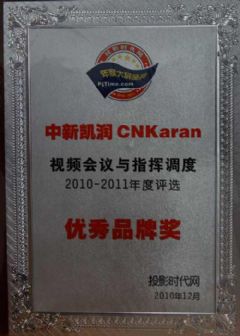 PjTime.Com
中新凯润 CNKaran
视频会议与指挥调度
2010-2011年度评选
优秀品牌奖
投影时代网
2010年12月